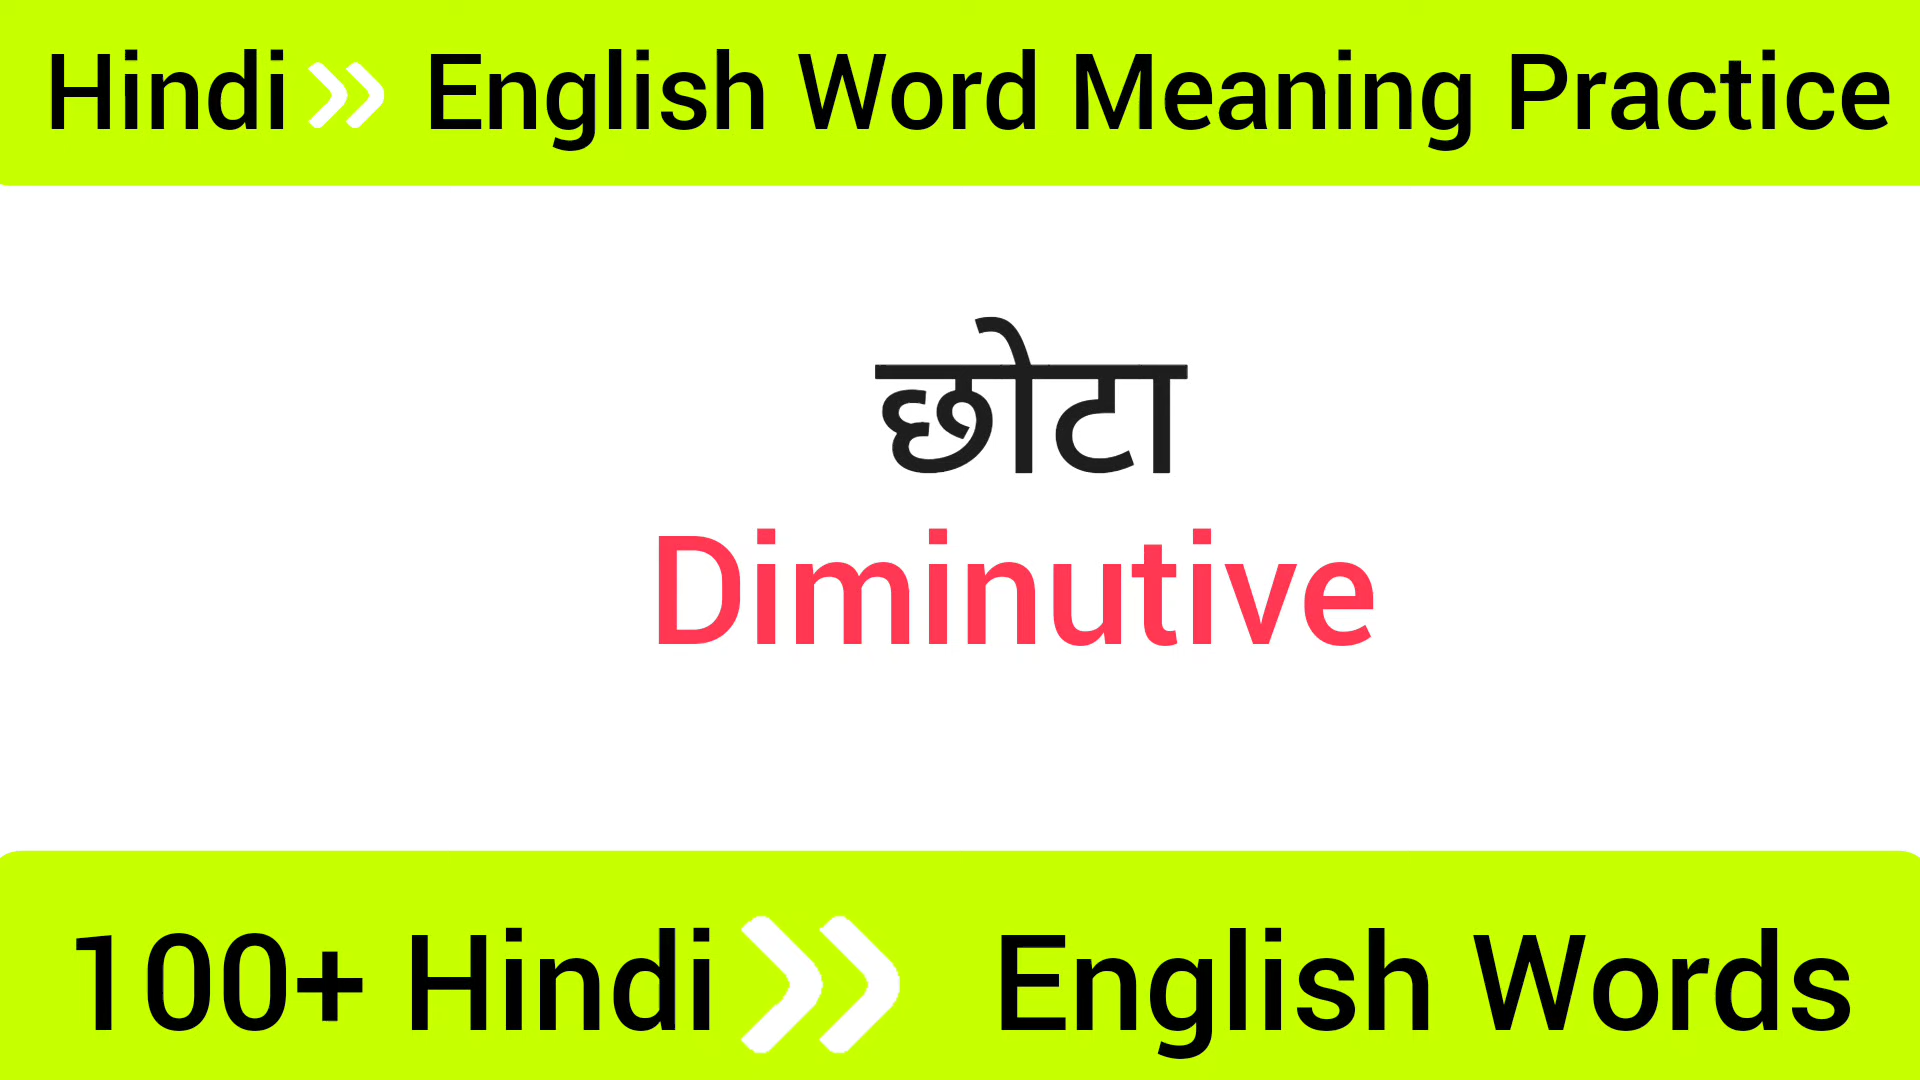 Hindi » English Word Meaning Practice
छोटा
Diminutive
100+ Hindi » English Words